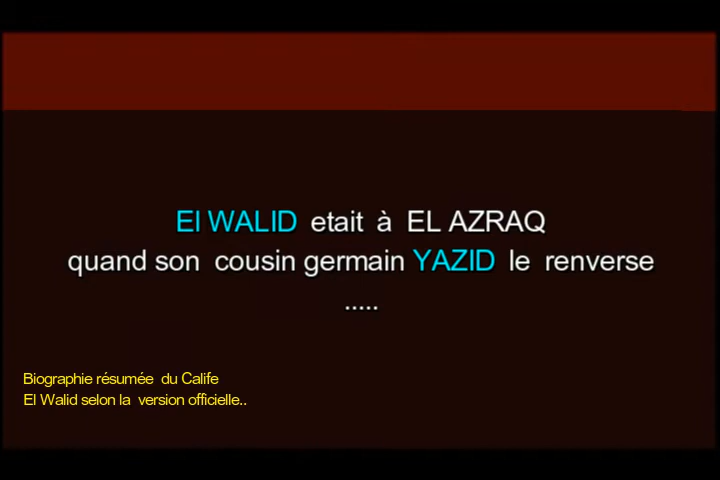 El WALID etait à EL AZRAQ
quand son cousin germain YAZID le renverse
.....
Biographie résumée du Calife
El Walid selon la version officielle..